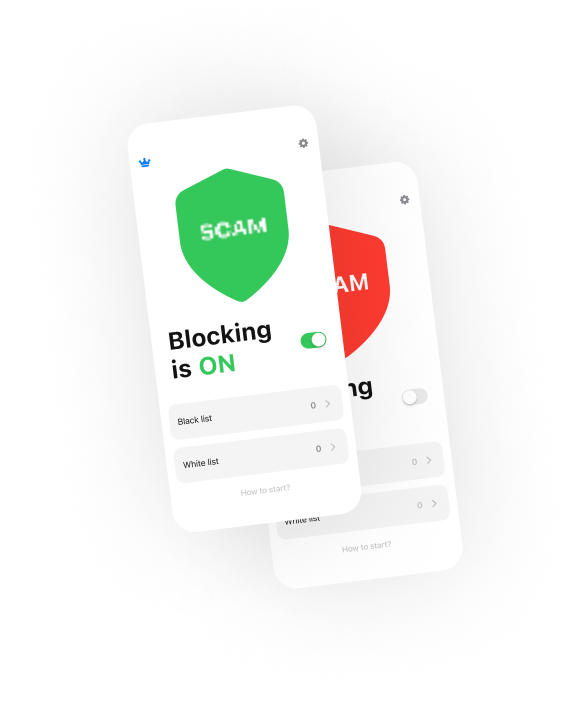 SCAM
Blocking
is ON
Black list 0
White list 0
How to start?
AM
ng
0
White list 0
How to start?